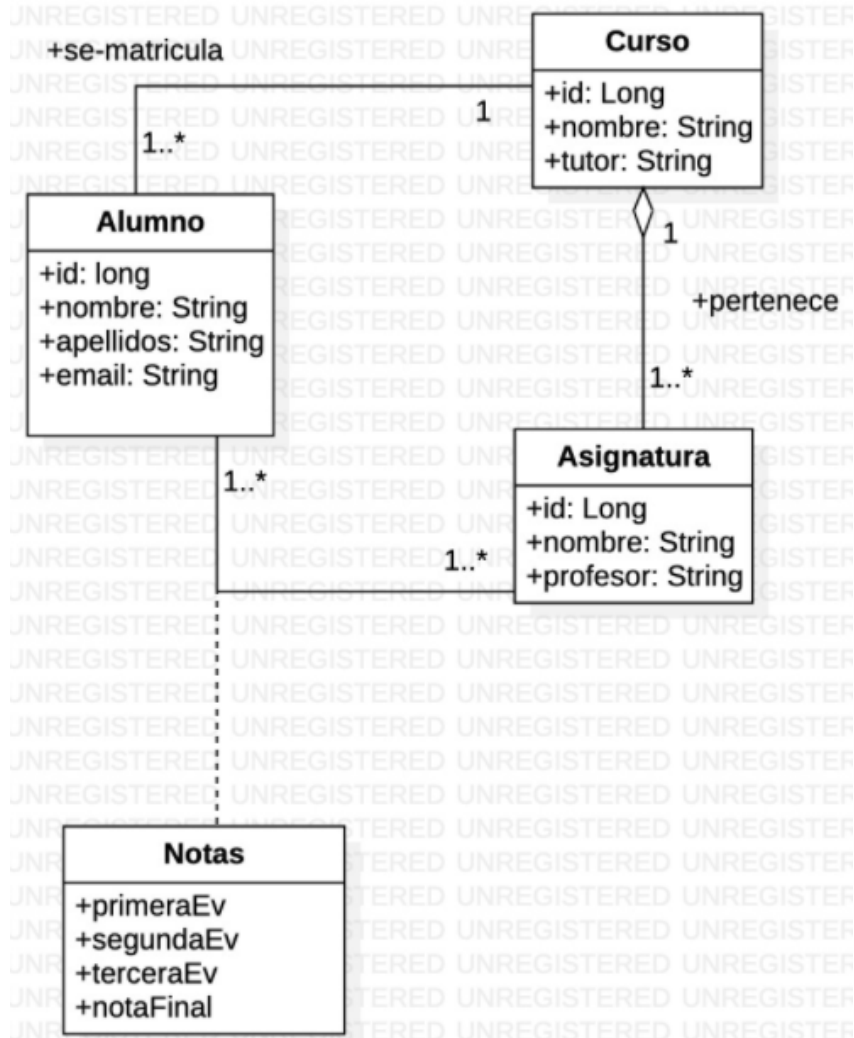 +se-matricula
Curso
+id: Long
+nombre: String
+tutor: String
1
1..*
Alumno
+id: long
+nombre: String
+apellidos: String
+email: String
1
+pertenece
1..*
Asignatura
+id: Long
+nombre: String
+profesor: String
1..*
1..*
Notas
+primeraEv
+segundaEv
+terceraEv
+notaFinal
UNREGISTERED